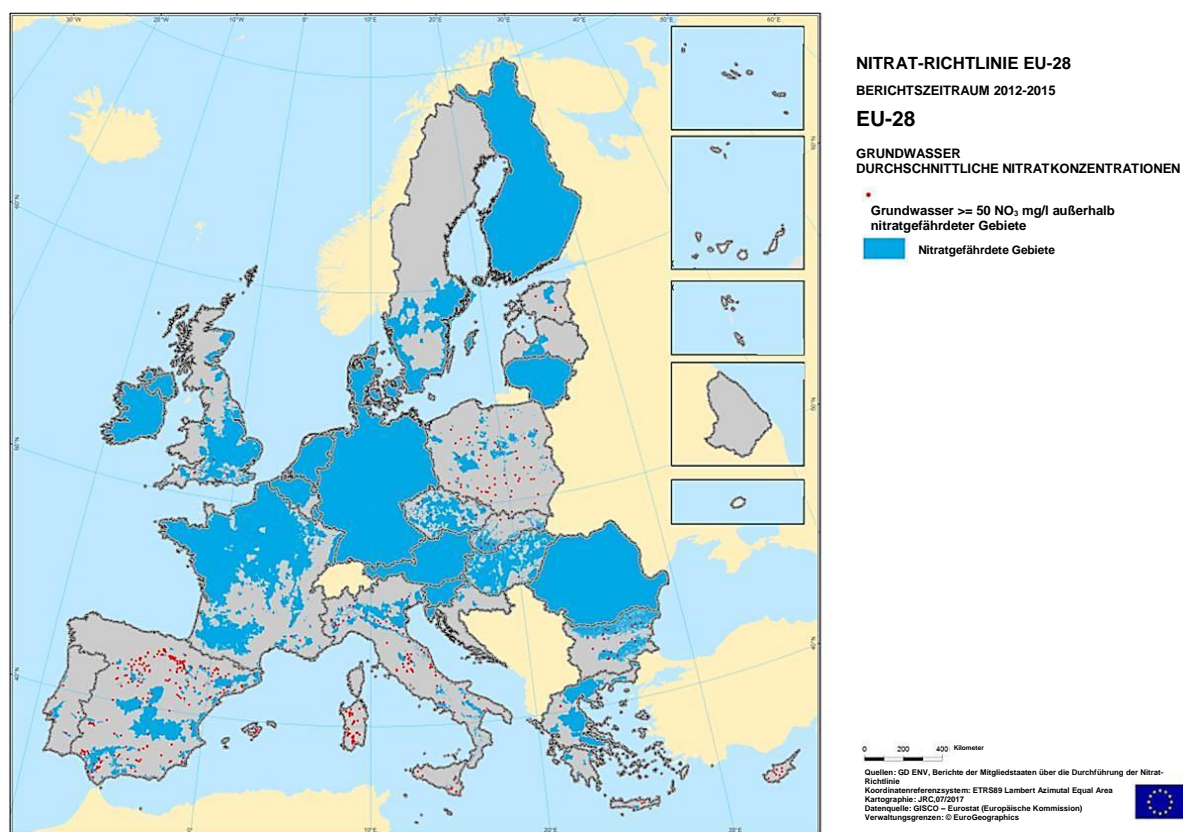 NITRAT-RICHTLINIE EU-28
BERICHTSZEITRAUM 2012-2015
EU-28
GRUNDWASSER
DURCHSCHNITTLICHE NITRATKONZENTRATIONEN
Grundwasser >= 50 NO₃ mg/l außerhalb
nitratgefährdeter Gebiete
Nitratgefährdete Gebiete
0 200 400 Kilometer
Quellen: GD ENV, Berichte der Mitgliedstaaten über die Durchführung der Nitrat-
Richtlinie
Koordinatenreferenzsystem: ETRS89 Lambert Azimutal Equal Area
Kartographie: JRC,07/2017
Datenquelle: GISCO – Eurostat (Europäische Kommission)
Verwaltungsgrenzen: © EuroGeographics